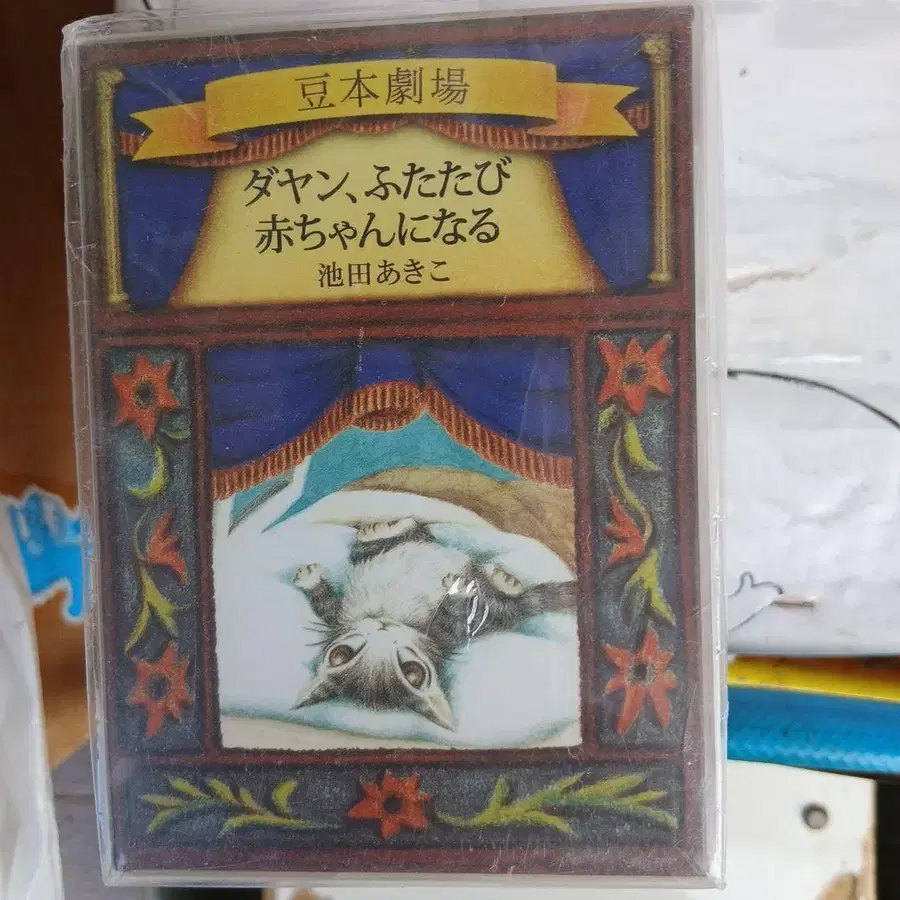 豆本劇場
ダヤン、ふたたび
赤ちゃんになる
池田あきこ